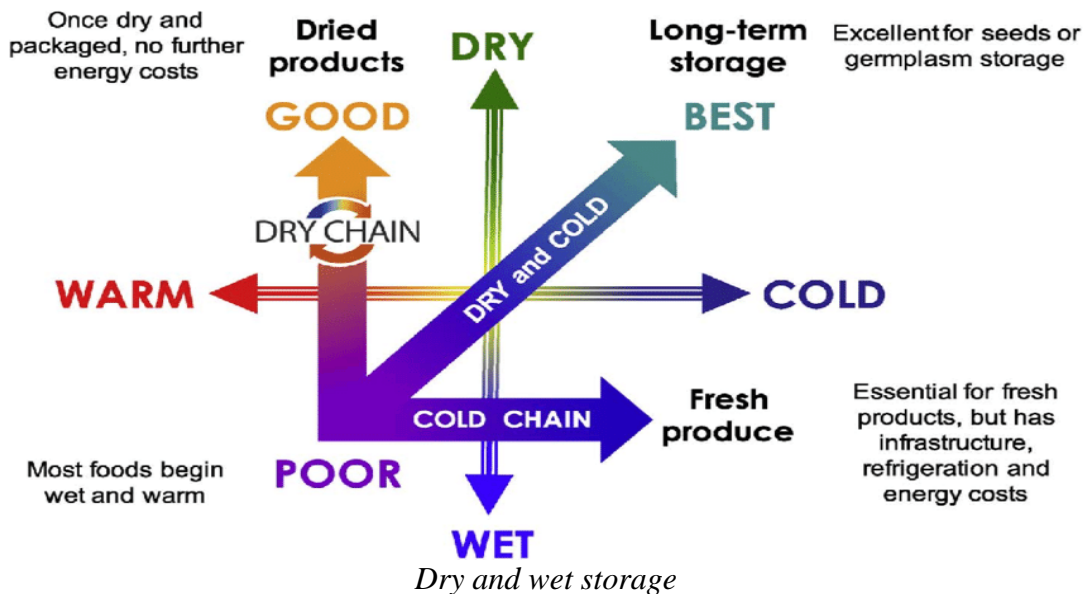 Once dry and
packaged, no further
energy costs
Dried
products
GOOD
DRY
Long-term
storage
BEST
Excellent for seeds or
germplasm storage
DRY CHAIN
DRY and COLD
WARM
COLD
COLD CHAIN
Fresh
produce
Essential for fresh
products, but has
infrastructure,
refrigeration and
energy costs
Most foods begin
wet and warm
POOR
WET
Dry and wet storage